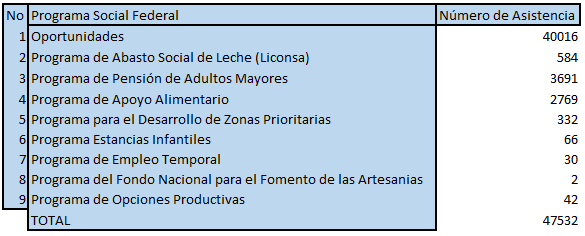 No Programa Social Federal Número de Asistencia
1 Oportunidades 40016
2 Programa de Abasto Social de Leche (Liconsa) 584
3 Programa de Pensión de Adultos Mayores 3691
4 Programa de Apoyo Alimentario 2769
5 Programa para el Desarrollo de Zonas Prioritarias 332
6 Programa Estancias Infantiles 66
7 Programa de Empleo Temporal 30
8 Programa del Fondo Nacional para el Fomento de las Artesanias 2
9 Programa de Opciones Productivas 42
TOTAL 47532